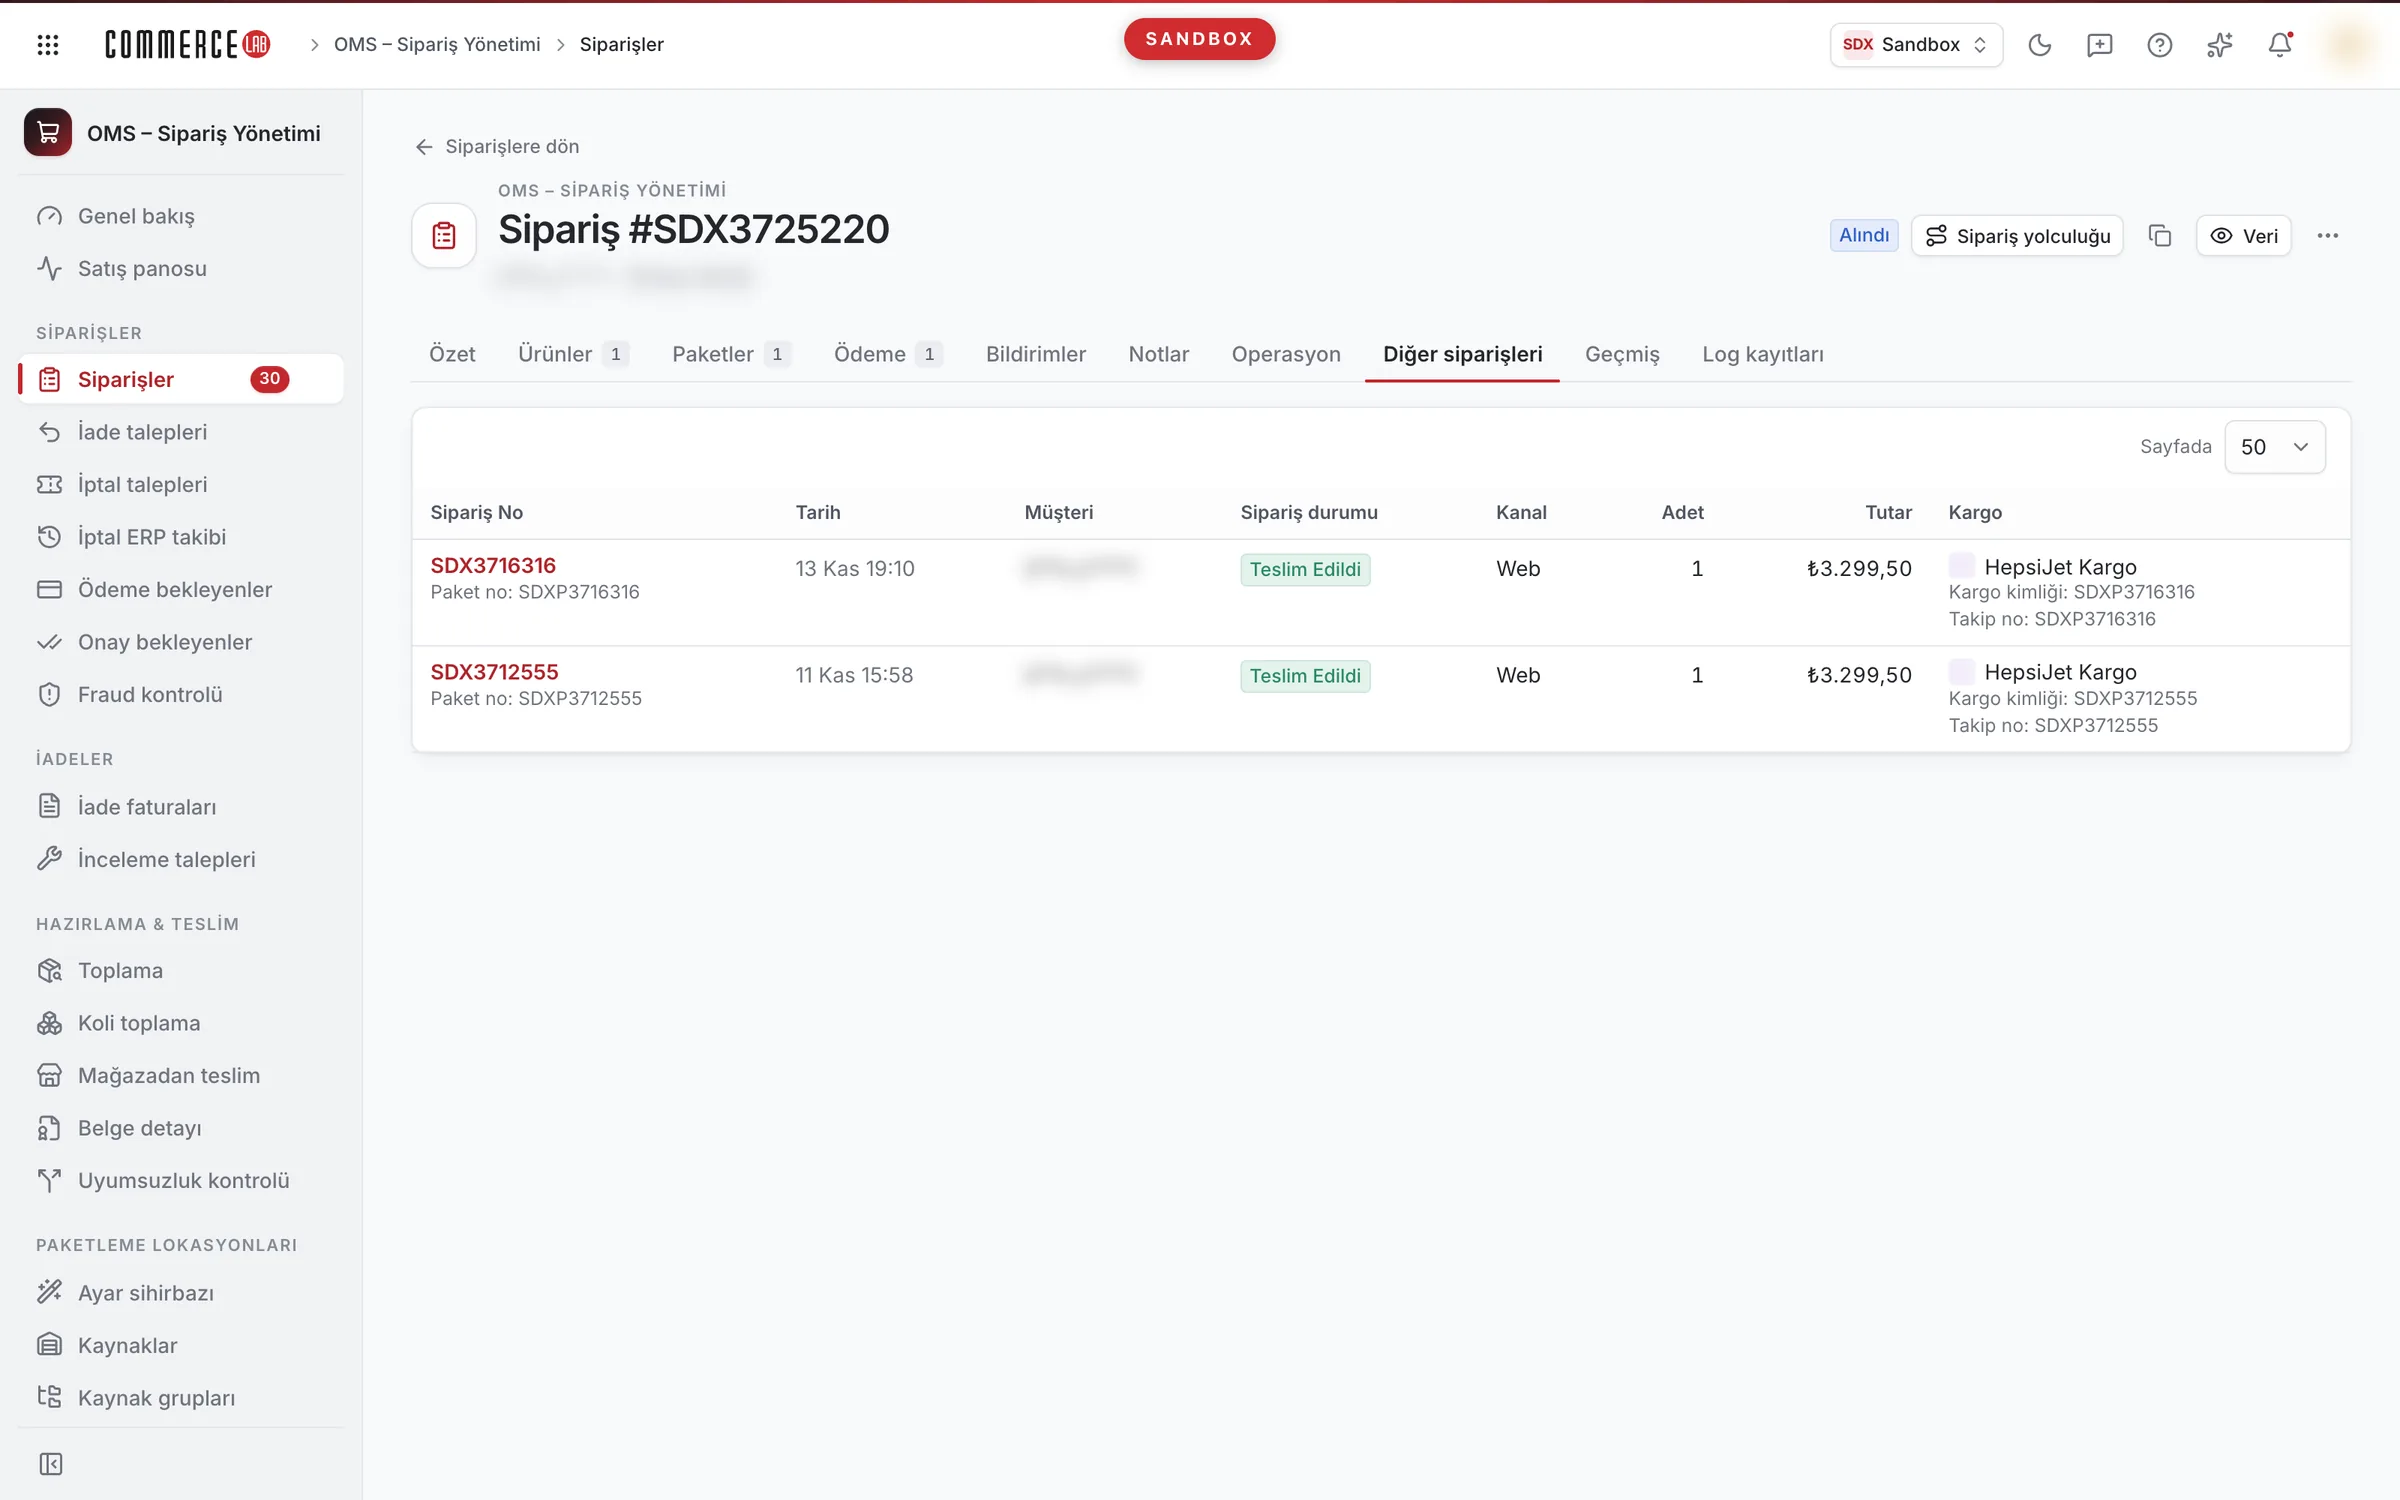 COMMERCE LAB
OMS – Sipariş Yönetimi
Siparişler
SANDBOX
SDX Sandbox
OMS – Sipariş Yönetimi
Genel bakış
Satış panosu
SİPARİŞLER
Siparişler 30
İade talepleri
İptal talepleri
İptal ERP takibi
Ödeme bekleyenler
Onay bekleyenler
Fraud kontrolü
İADELER
İade faturaları
İnceleme talepleri
HAZIRLAMA & TESLİM
Toplama
Koli toplama
Mağazadan teslim
Belge detayı
Uyumsuzluk kontrolü
PAKETLEME LOKASYONLARI
Ayar sihirbazı
Kaynaklar
Kaynak grupları
Siparişlere dön
OMS – SİPARİŞ YÖNETİMİ
Sipariş #SDX3725220
Alındı
Sipariş yolculuğu
Veri
Özet
Ürünler 1
Paketler 1
Ödeme 1
Bildirimler
Notlar
Operasyon
Diğer siparişleri
Geçmiş
Log kayıtları
Sayfada 50
Sipariş No Tarih Müşteri Sipariş durumu Kanal Adet Tutar Kargo
SDX3716316 13 Kas 19:10 Teslim Edildi Web 1 ₺3.299,50 HepsiJet Kargo
Paket no: SDXP3716316 Kargo kimliği: SDXP3716316
Takip no: SDXP3716316
SDX3712555 11 Kas 15:58 Teslim Edildi Web 1 ₺3.299,50 HepsiJet Kargo
Paket no: SDXP3712555 Kargo kimliği: SDXP3712555
Takip no: SDXP3712555